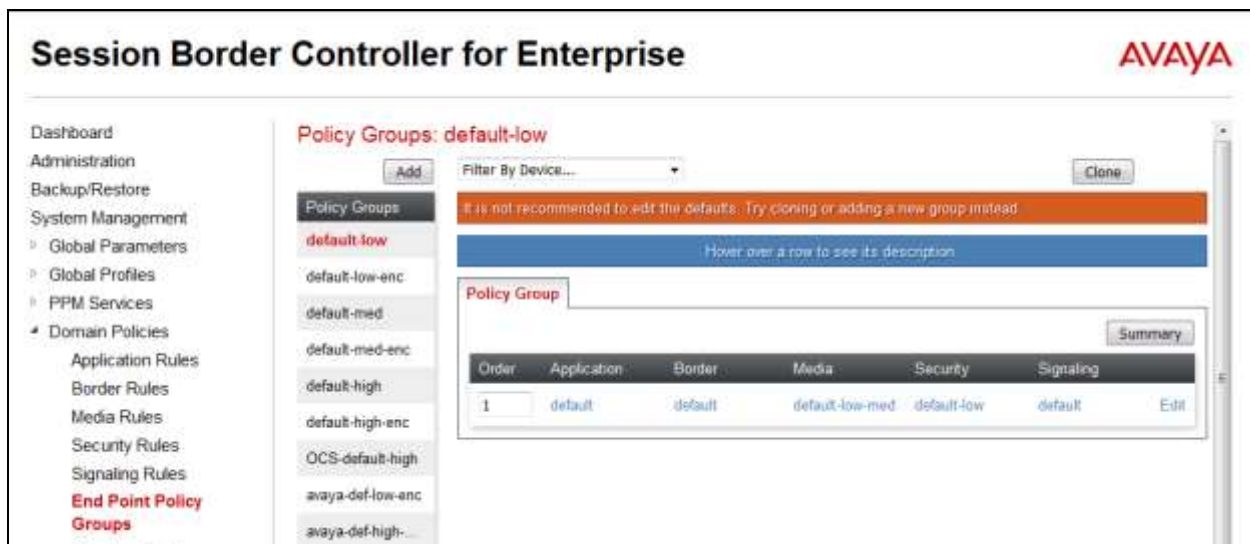 Session Border Controller for Enterprise
AVAYA
Dashboard
Administration
Backup/Restore
System Management
Global Parameters
Global Profiles
PPM Services
Domain Policies
Application Rules
Border Rules
Media Rules
Security Rules
Signaling Rules
End Point Policy
Groups
Policy Groups: default-low
Add
Filter By Device...
Clone
Policy Groups
default-low
default-low-enc
default-med
default-med-enc
default-high
default-high-enc
OCS-default-high
avaya-def-low-enc
avaya-def-high-...
It is not recommended to edit the defaults. Try cloning or adding a new group instead.
Hover over a row to see its description.
Policy Group
Summary
Order Application Border Media Security Signaling
1 default default default-low-med default-low default Edit